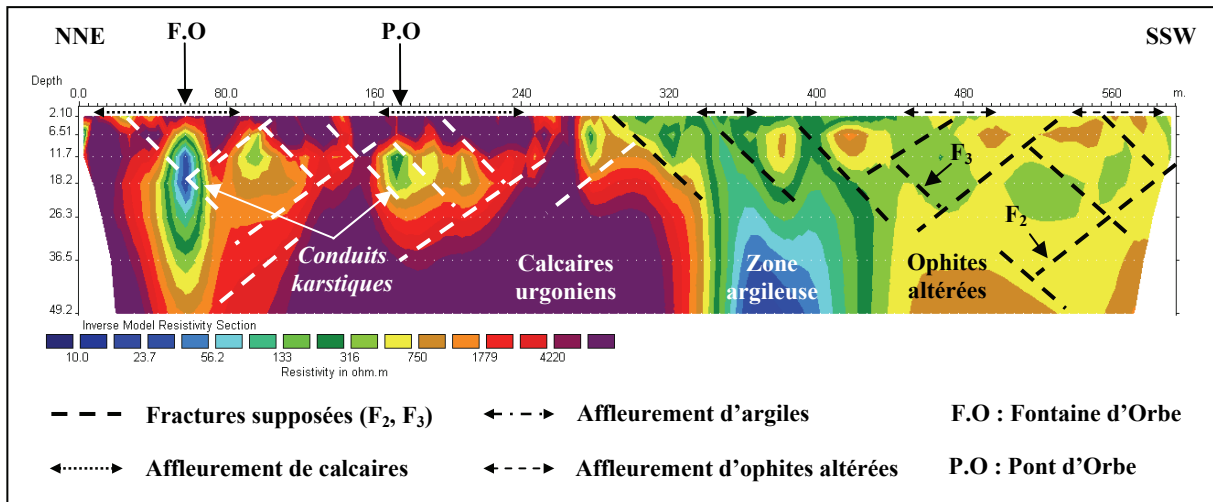 NNE F.O P.O SSW
Depth 0.0 80.0 160 240 320 400 480 560 m.
2.10
6.51
11.7
18.2
26.3
36.5
49.2
F3
F2
Conduits
karstiques
Calcaires
urgoniens
Zone
argileuse
Ophites
altérées
Inverse Model Resistivity Section
10.0 23.7 56.2 133 316 750 1779 4220
Resistivity in ohm.m
Fractures supposées (F2, F3) Affleurement d’argiles F.O : Fontaine d’Orbe
Affleurement de calcaires Affleurement d’ophites altérées P.O : Pont d’Orbe